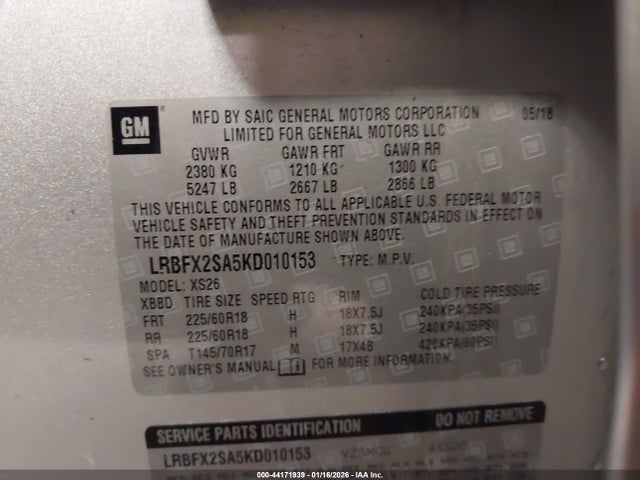 GM
MFD BY SAIC GENERAL MOTORS CORPORATION 05/18
LIMITED FOR GENERAL MOTORS LLC
GVWR GAWR FRT GAWR RR
2380 KG 1210 KG 1300 KG
5247 LB 2667 LB 2866 LB
THIS VEHICLE CONFORMS TO ALL APPLICABLE U.S. FEDERAL MOTOR
VEHICLE SAFETY AND THEFT PREVENTION STANDARDS IN EFFECT ON
THE DATE OF MANUFACTURE SHOWN ABOVE.
LRBFX2SA5KD010153 TYPE: M.P.V.
MODEL: XS26
XBBD TIRE SIZE SPEED RTG RIM COLD TIRE PRESSURE
FRT 225/60R18 H 18X7.5J 240KPA(35PSI)
RR 225/60R18 H 18X7.5J 240KPA(35PSI)
SPA T145/70R17 M 17X4B 420KPA(60PSI)
SEE OWNER'S MANUAL FOR MORE INFORMATION
SERVICE PARTS IDENTIFICATION DO NOT REMOVE
LRBFX2SA5KD010153
000-44171939 - 01/16/2026 - IAA Inc.